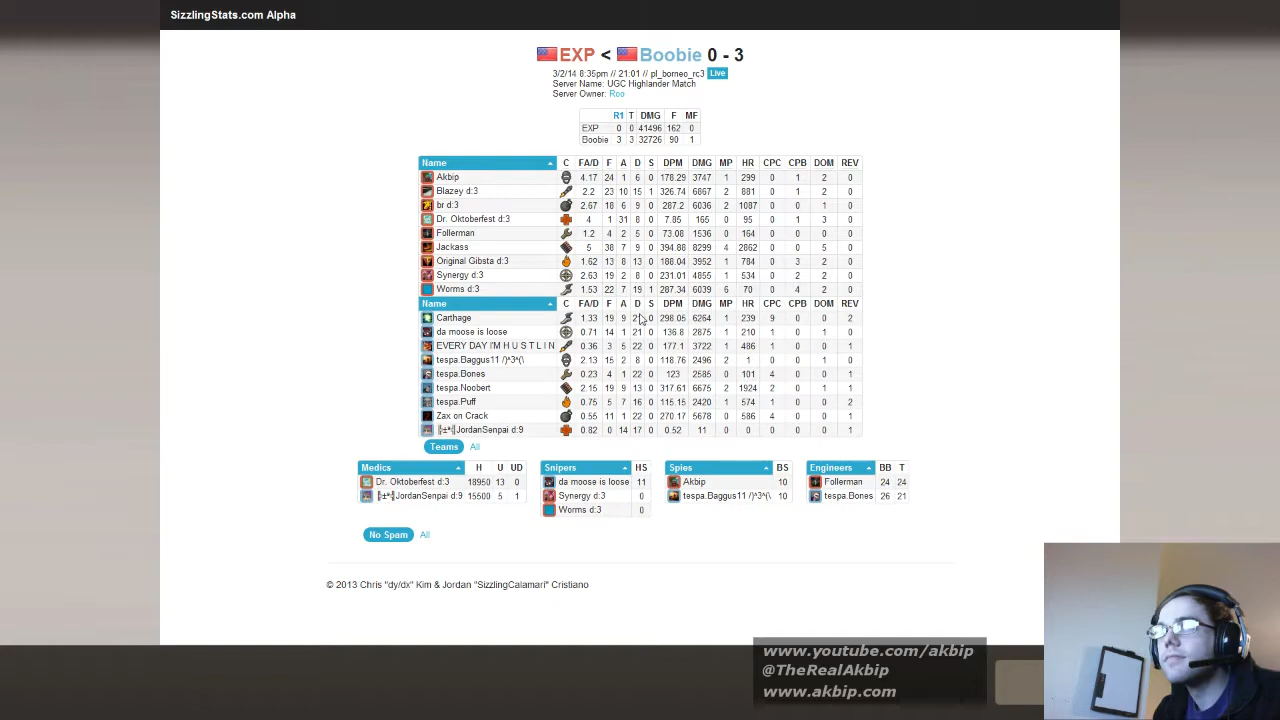 SizzlingStats.com Alpha
EXP < Boobie 0 - 3
3/2/14 8:35pm // 21:01 // pl_borneo_rc3 Live
Server Name: UGC Highlander Match
Server Owner: Roo
R1 T DMG F MF
EXP 0 0 41496 162 0
Boobie 3 3 32726 90 1
Name C FA/D F A D S DPM DMG MP HR CPC CPB DOM REV
Akbip 4.17 24 1 6 0 178.29 3747 1 299 0 1 2 0
Blazey d:3 2.2 23 10 15 1 326.74 6867 2 881 0 1 2 0
br d:3 2.67 18 6 9 0 287.2 6036 2 1087 0 0 1 0
Dr. Oktoberfest d:3 4 1 31 8 0 7.85 165 0 95 0 1 3 0
Follerman 1.2 4 2 5 0 73.08 1536 0 164 0 0 2 0
Jackass 5 38 7 9 0 394.88 8299 4 2862 0 0 5 0
Original Gibsta d:3 1.62 13 8 13 0 188.04 3952 1 784 0 3 2 0
Synergy d:3 2.63 19 2 8 0 231.01 4855 1 534 0 2 2 0
Worms d:3 1.53 22 7 19 1 287.34 6039 6 70 0 4 2 0
Name C FA/D F A D S DPM DMG MP HR CPC CPB DOM REV
Carthage 1.33 19 9 0 298.05 6264 1 239 9 0 0 2
da moose is loose 0.71 14 1 21 0 136.8 2875 1 210 1 0 1 0
EVERY DAY I'M H U S T L I N 0.36 3 5 22 0 177.1 3722 1 486 1 0 0 1
tespa.Baggus11 /)^3^(\ 2.13 15 2 8 0 118.76 2496 2 1 0 0 1 0
tespa.Bones 0.23 4 1 22 0 123 2585 0 101 4 0 0 1
tespa.Noobert 2.15 19 9 13 0 317.61 6675 2 1924 2 0 1 1
tespa.Puff 0.75 5 7 16 0 115.15 2420 1 574 1 0 0 2
Zax on Crack 0.55 11 1 22 0 270.17 5678 0 586 4 0 0 1
JordanSenpai d:9 0.82 0 14 17 0 0.52 11 0 0 0 0 0 1
Teams All
Medics H U UD
Dr. Oktoberfest d:3 18950 13 0
JordanSenpai d:9 15500 5 1
Snipers HS
da moose is loose 11
Synergy d:3 0
Worms d:3 0
Spies BS
Akbip 10
tespa.Baggus11 /)^3^(\ 10
Engineers BB T
Follerman 24 24
tespa.Bones 26 21
No Spam All
© 2013 Chris "dy/dx" Kim & Jordan "SizzlingCalamari" Cristiano
www.youtube.com/akbip
@TheRealAkbip
www.akbip.com